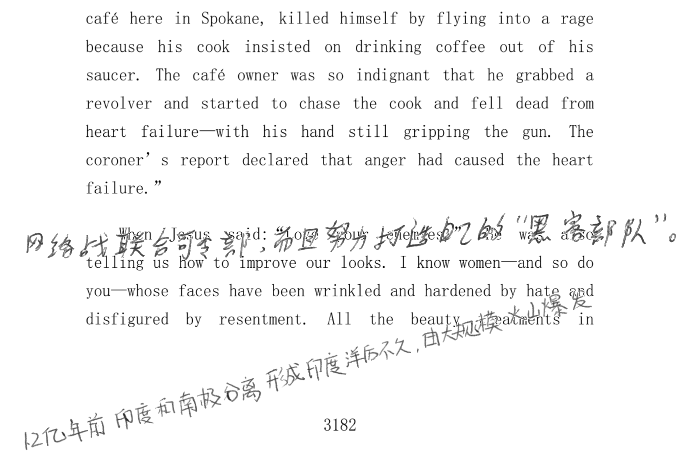 café here in Spokane, killed himself by flying into a rage
because his cook insisted on drinking coffee out of his
saucer. The café owner was so indignant that he grabbed a
revolver and started to chase the cook and fell dead from
heart failure—with his hand still gripping the gun. The
coroner’s report declared that anger had caused the heart
failure.”
When Jesus said: “Love your enemies,” He was also
网络战联合司令部，而且努力打造自己的“黑客部队”。
telling us how to improve our looks. I know women—and so do
you—whose faces have been wrinkled and hardened by hate and
disfigured by resentment. All the beauty treatments in
1.2亿年前印度和南极分离形成印度洋后不久，由大规模火山爆发
3182